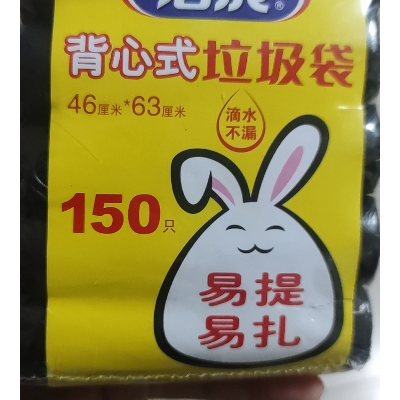 背心式垃圾袋
46厘米*63厘米
滴水
不漏
150只
易提
易扎